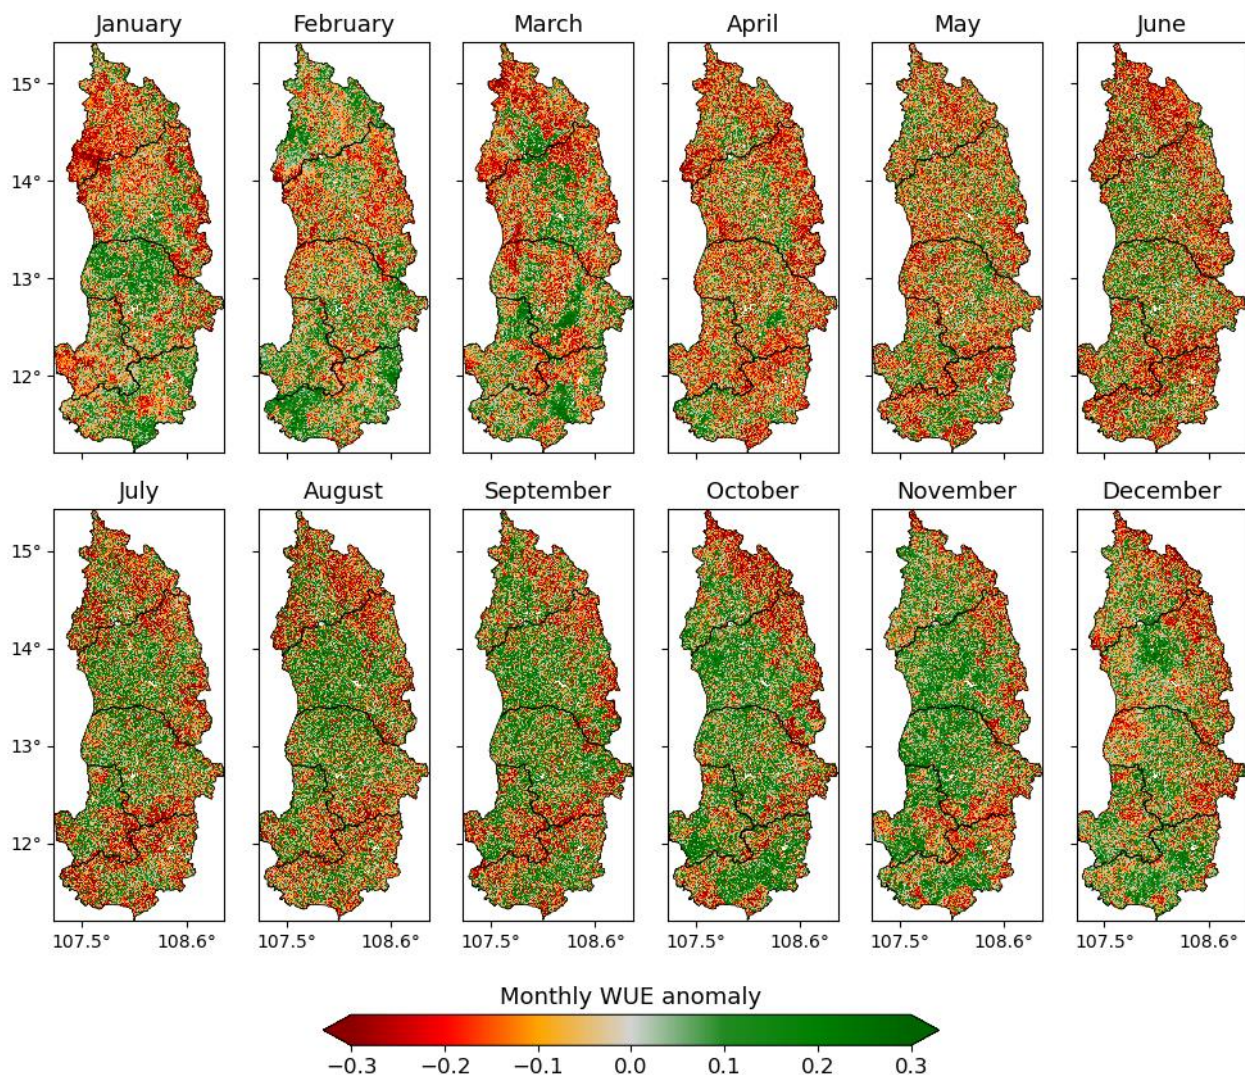 January February March April May June
15°
14°
13°
12°
July August September October November December
15°
14°
13°
12°
107.5° 108.6° 107.5° 108.6° 107.5° 108.6° 107.5° 108.6° 107.5° 108.6° 107.5° 108.6°
Monthly WUE anomaly
−0.3 −0.2 −0.1 0.0 0.1 0.2 0.3